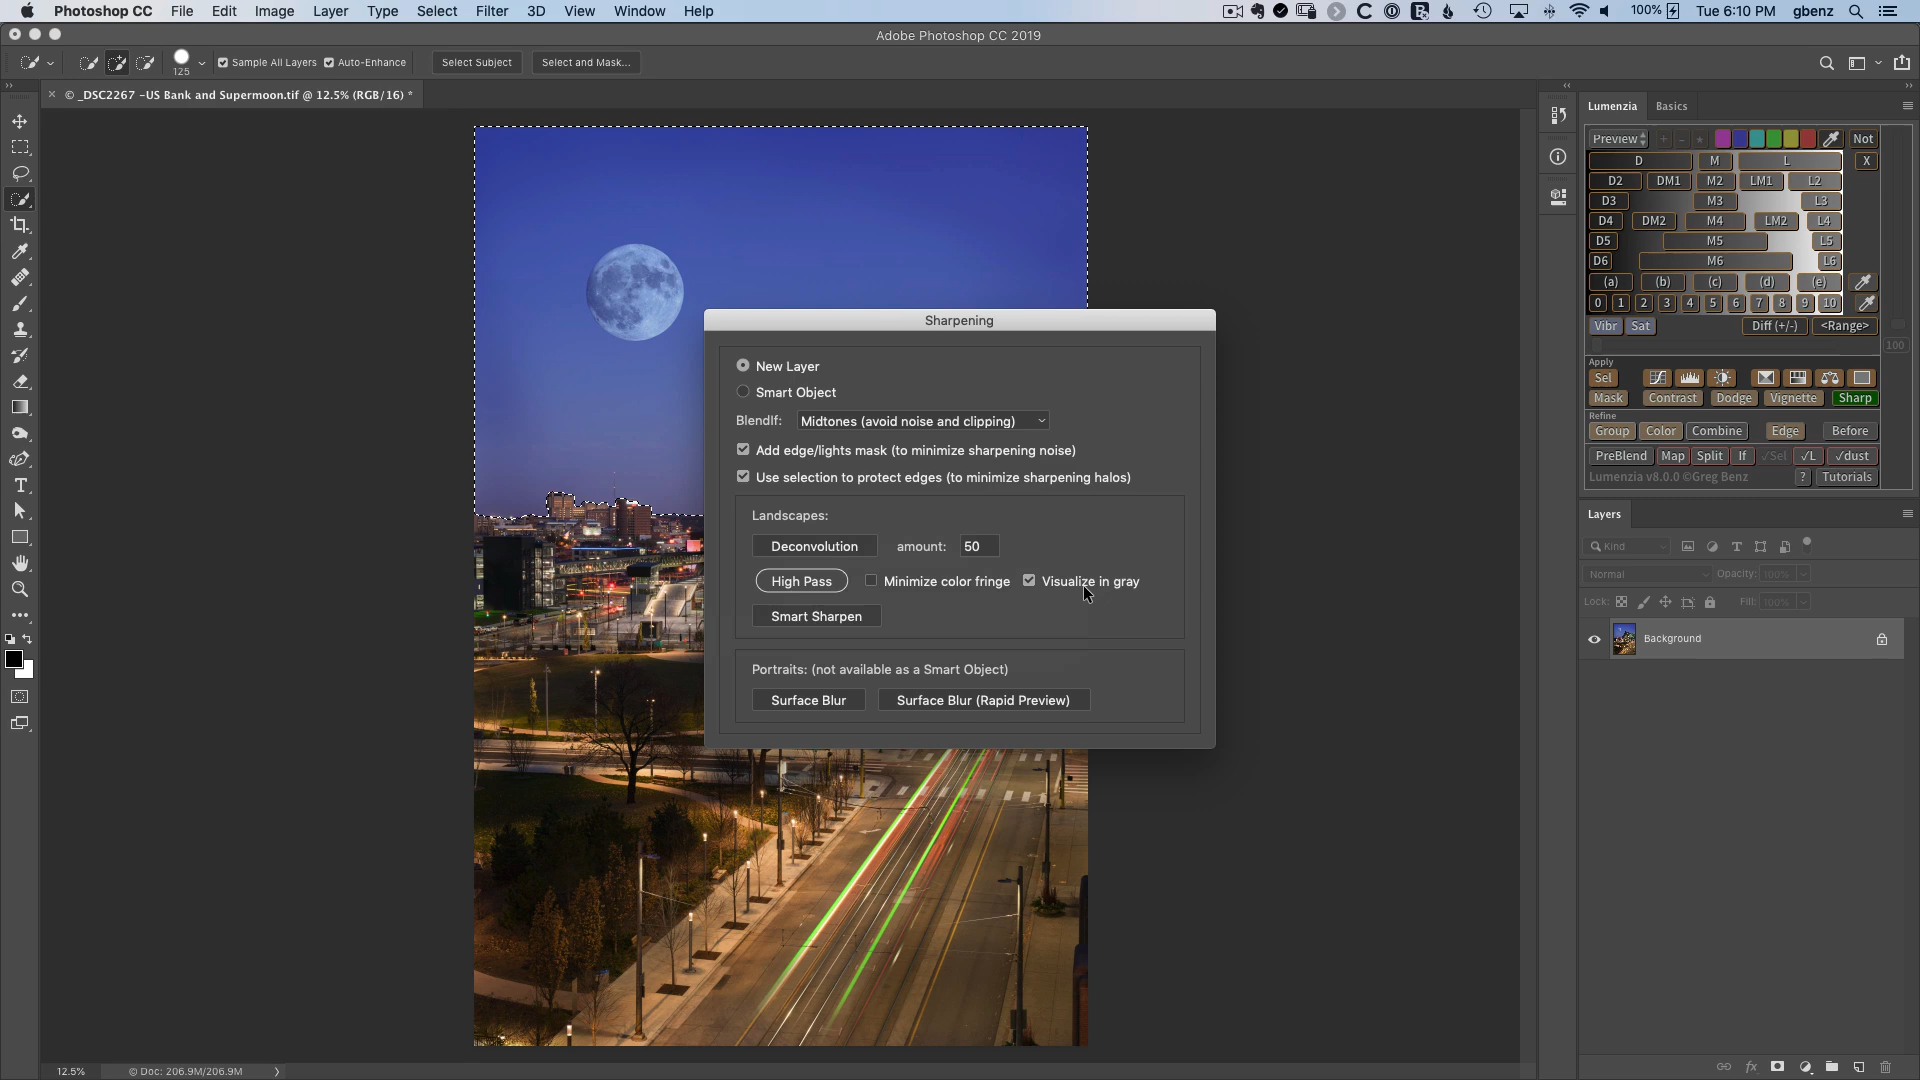 Photoshop CC File Edit Image Layer Type Select Filter 3D View Window Help 100% Tue 6:10 PM gbenz
Adobe Photoshop CC 2019
125 Sample All Layers Auto-Enhance Select Subject Select and Mask...
© _DSC2267 -US Bank and Supermoon.tif @ 12.5% (RGB/16) *
Lumenzia Basics
Preview Not
D M L X
D2 DM1 M2 LM1 L2
D3 M3 L3
D4 DM2 M4 LM2 L4
D5 M5 L5
D6 M6 L6
(a) (b) (c) (d) (e)
0 1 2 3 4 5 6 7 8 9 10
Vibr Sat Diff (+/-) <Range>
100
Apply
Sel
Mask Contrast Dodge Vignette Sharp
Refine
Group Color Combine Edge Before
PreBlend Map Split If √Sel √L √dust
Lumenzia v8.0.0 ©Greg Benz ? Tutorials
Sharpening
New Layer
Smart Object
BlendIf: Midtones (avoid noise and clipping)
Add edge/lights mask (to minimize sharpening noise)
Use selection to protect edges (to minimize sharpening halos)
Landscapes:
Deconvolution amount: 50
High Pass Minimize color fringe Visualize in gray
Smart Sharpen
Portraits: (not available as a Smart Object)
Surface Blur Surface Blur (Rapid Preview)
Layers
Kind
Normal Opacity: 100%
Lock: Fill: 100%
Background
12.5% © Doc: 206.9M/206.9M